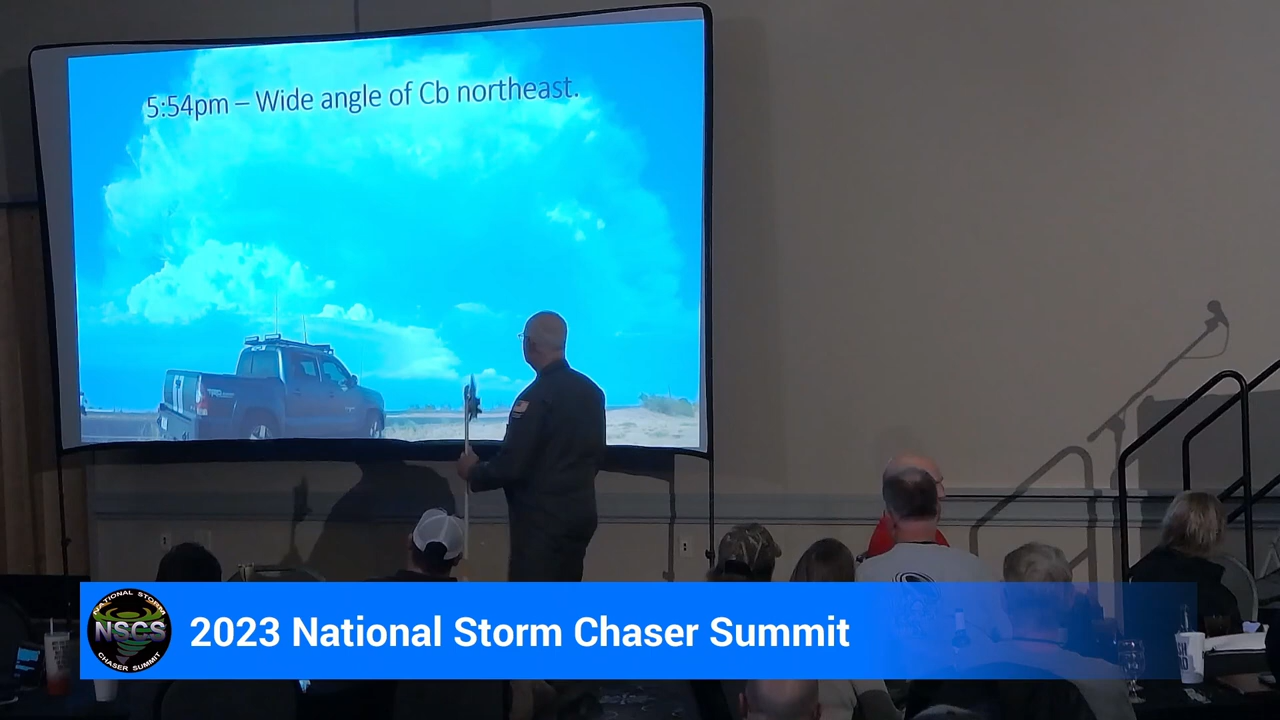 5:54pm – Wide angle of Cb northeast.
NATIONAL STORM
NSCS
CHASER SUMMIT
2023 National Storm Chaser Summit